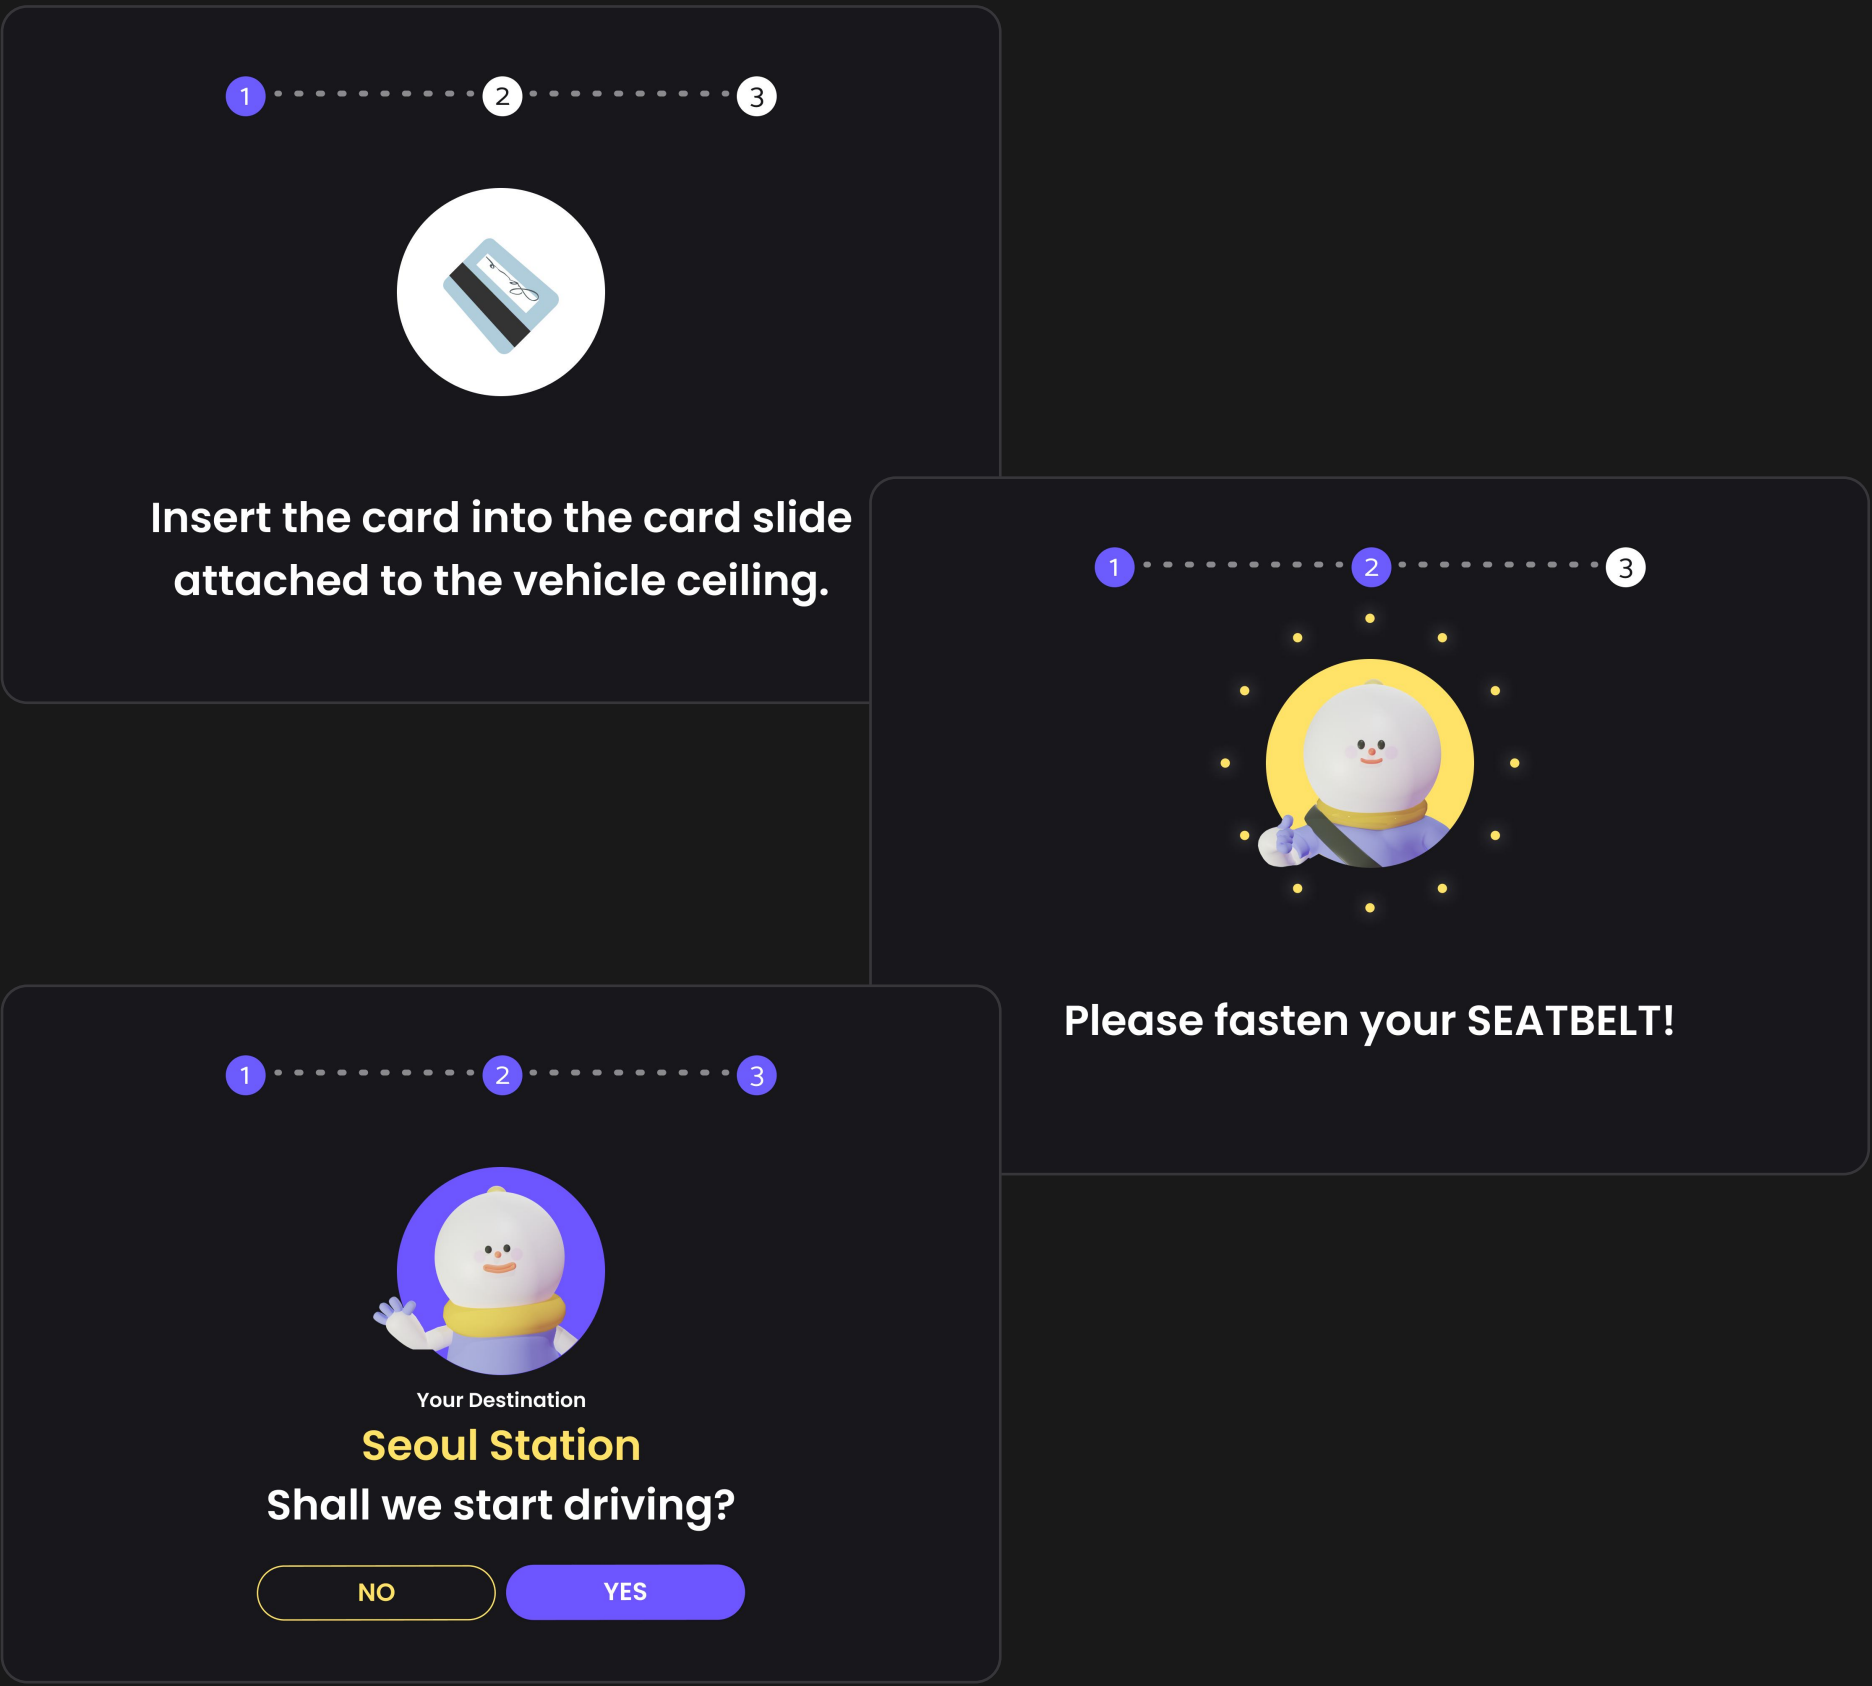 1 2 3
Insert the card into the card slide
attached to the vehicle ceiling.
1 2 3
Please fasten your SEATBELT!
1 2 3
Your Destination
Seoul Station
Shall we start driving?
NO YES